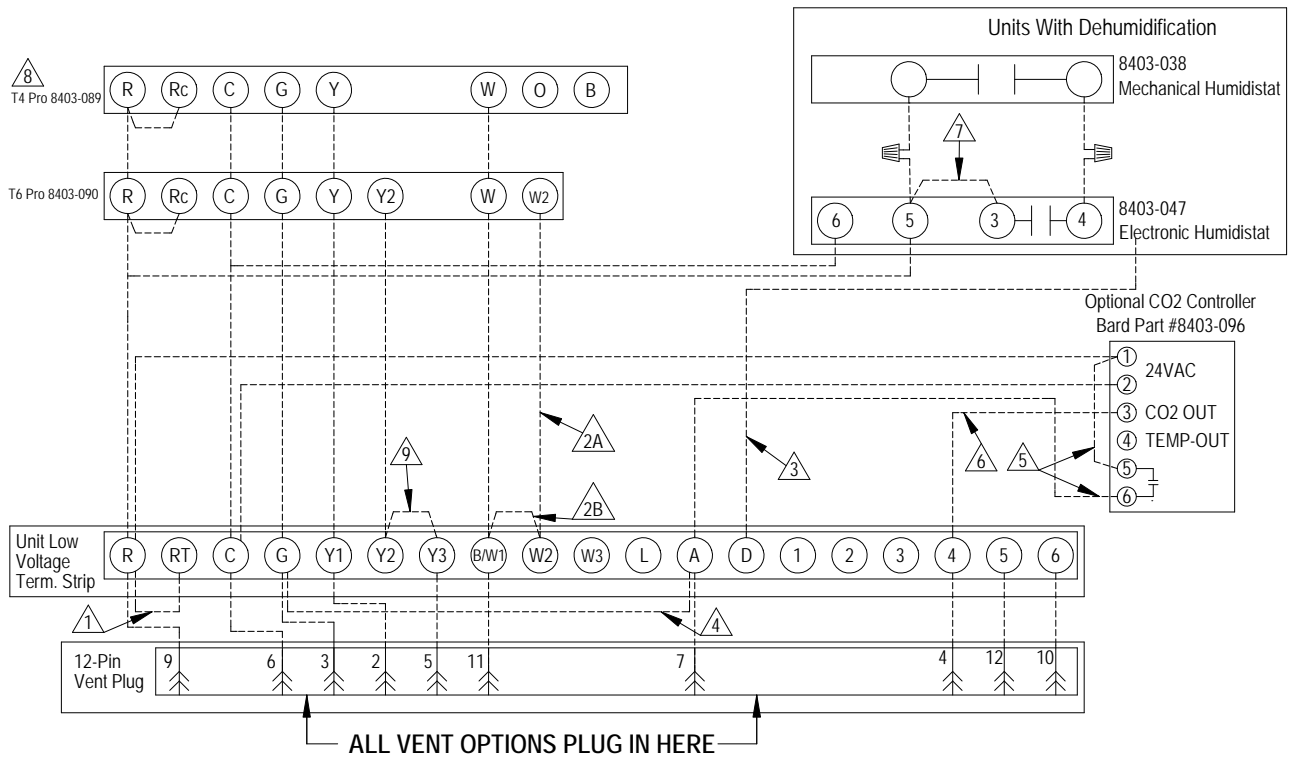 Units With Dehumidification
8403-038
Mechanical Humidistat
8
T4 Pro 8403-089
R Rc C G Y W O B
7
T6 Pro 8403-090
R Rc C G Y Y2 W W2
6 5 3 4
8403-047
Electronic Humidistat
Optional CO2 Controller
Bard Part #8403-096
1
24VAC
2
3 CO2 OUT
4 TEMP-OUT
5
6
2A
9
3
6
5
2B
Unit Low
Voltage
Term. Strip
R RT C G Y1 Y2 Y3 B/W1 W2 W3 L A D 1 2 3 4 5 6
1
4
12-Pin
Vent Plug
9 6 3 2 5 11 7 4 12 10
ALL VENT OPTIONS PLUG IN HERE